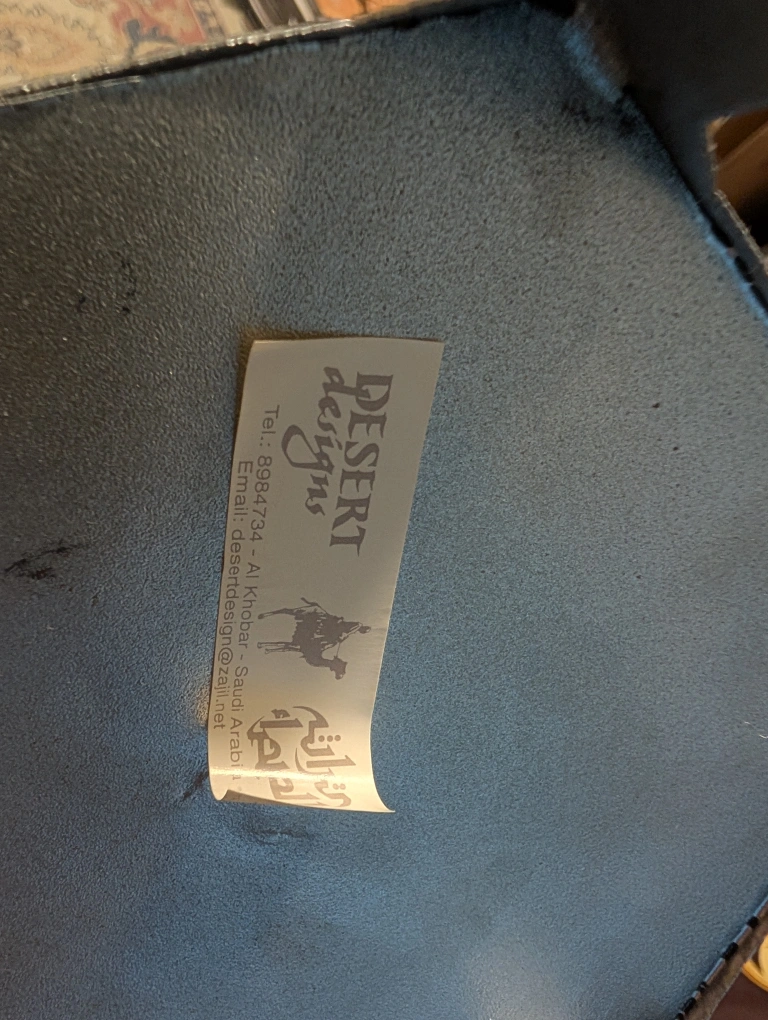 DESERT
designs
Tel.: 8984734 - Al Khobar - Saudi Arabi
Email: desertdesign@zajil.net